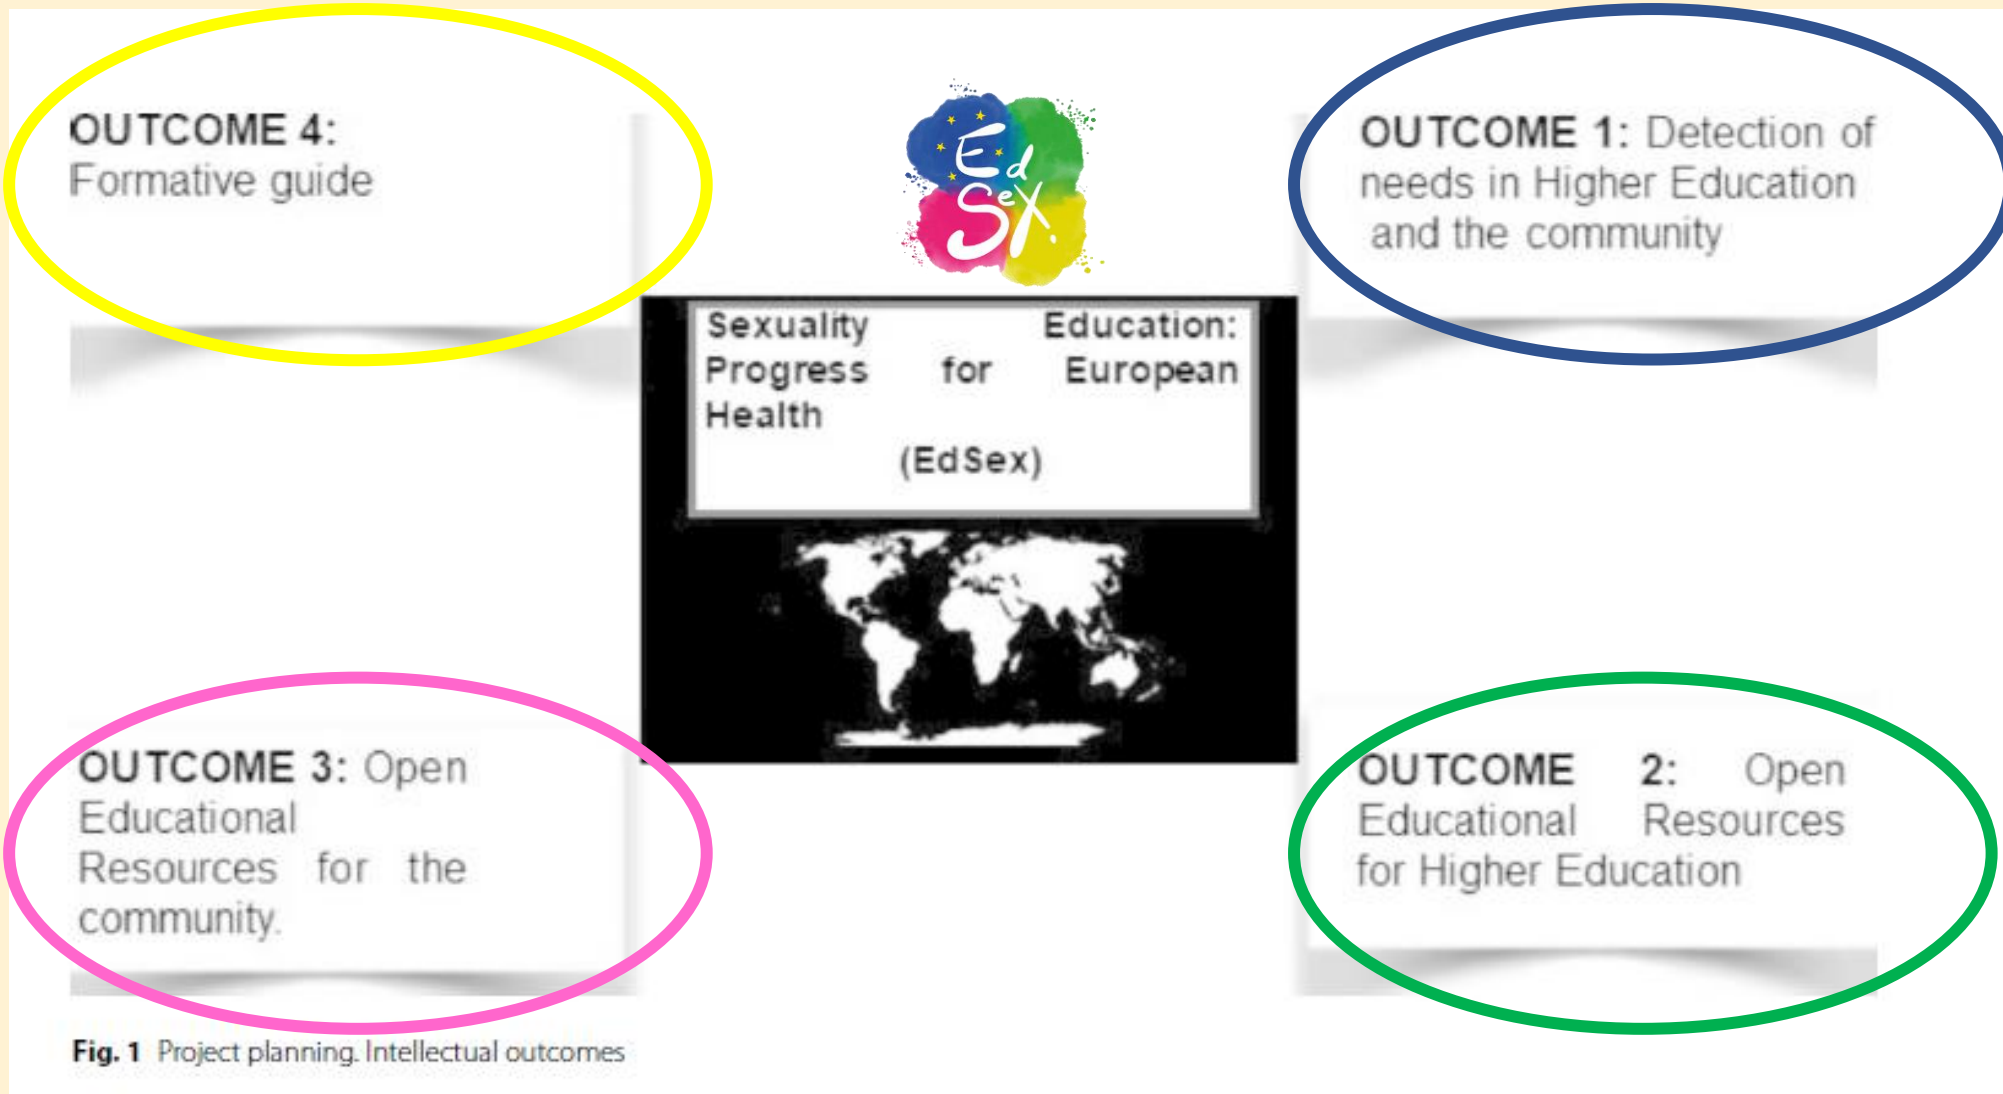 OUTCOME 4:
Formative guide
Ed
Sex.
OUTCOME 1: Detection of
needs in Higher Education
and the community
Sexuality Education:
Progress for European
Health
(EdSex)
OUTCOME 3: Open
Educational
Resources for the
community.
OUTCOME 2: Open
Educational Resources
for Higher Education
Fig. 1 Project planning. Intellectual outcomes